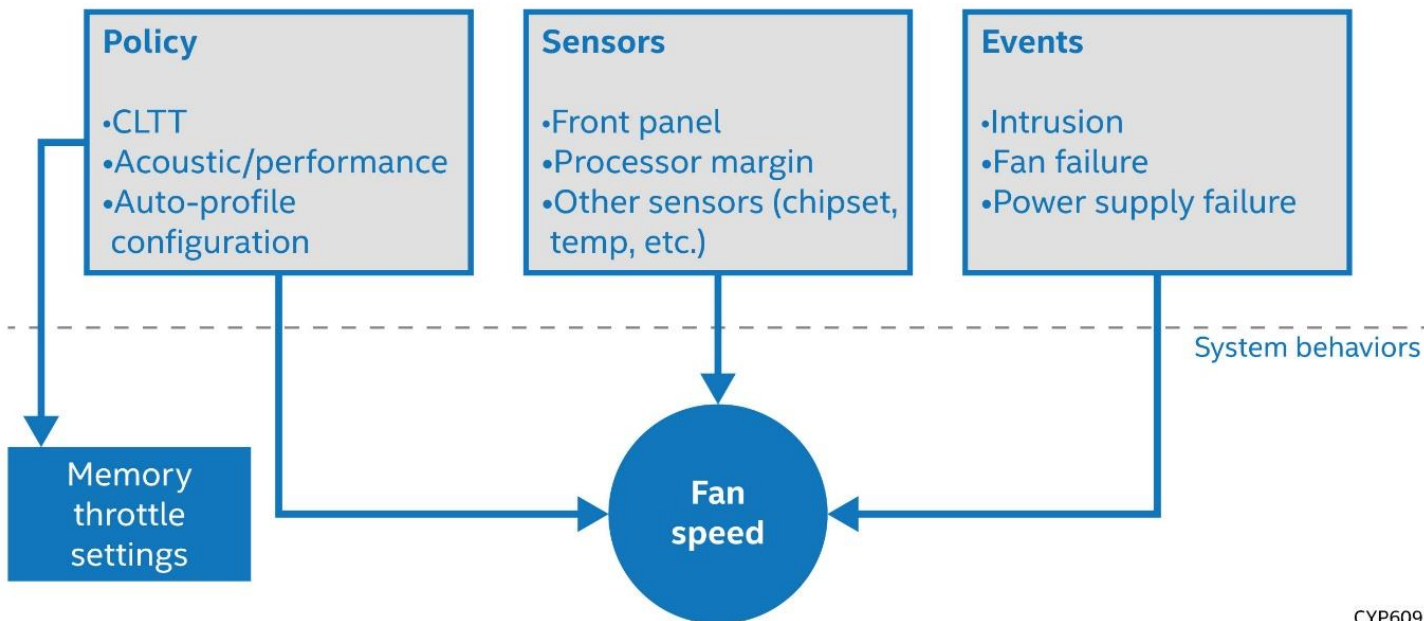 Policy
•CLTT
•Acoustic/performance
•Auto-profile
configuration
Sensors
•Front panel
•Processor margin
•Other sensors (chipset,
temp, etc.)
Events
•Intrusion
•Fan failure
•Power supply failure
System behaviors
Memory
throttle
settings
Fan
speed
CYP609